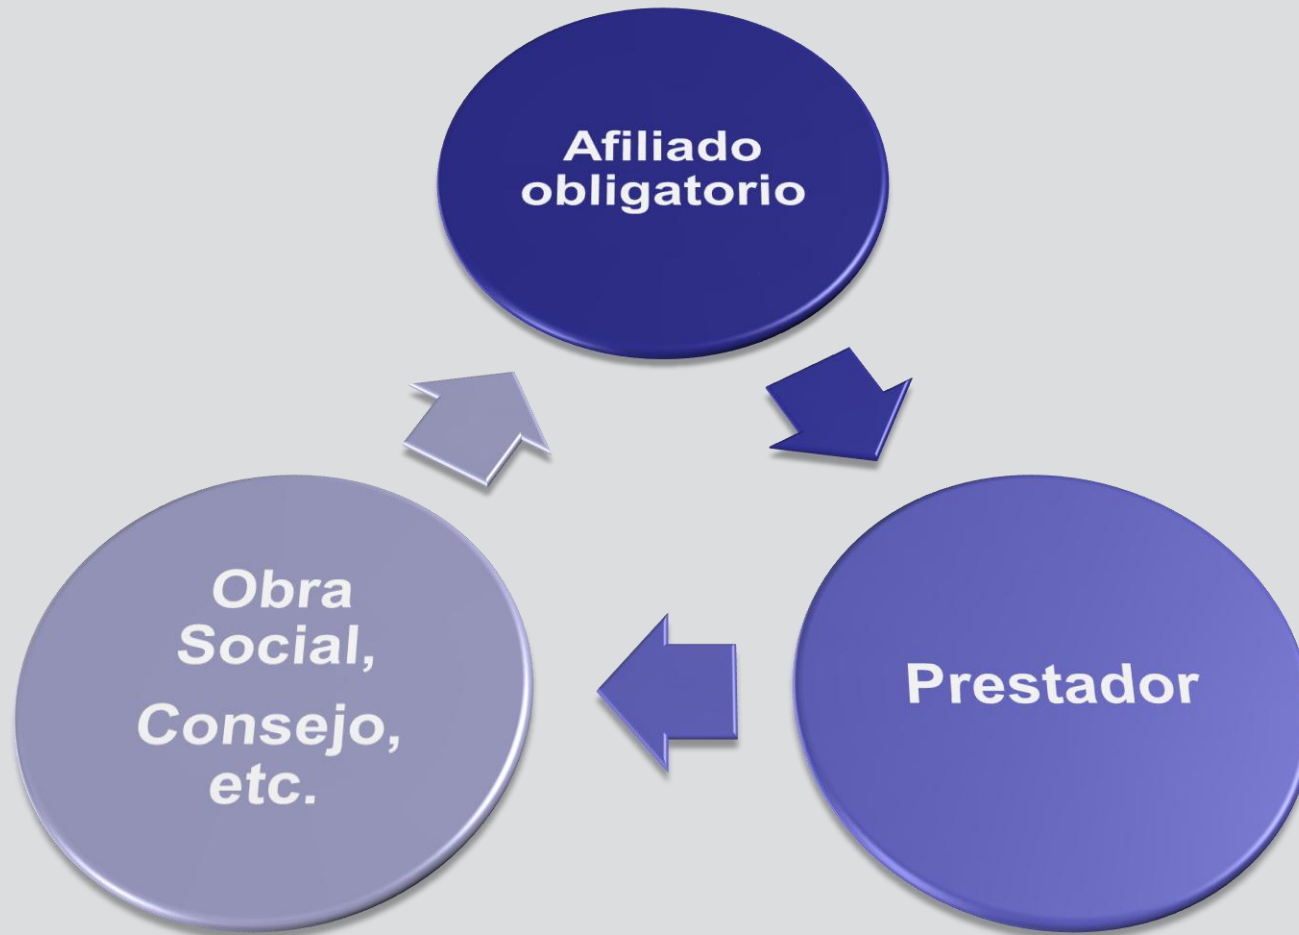 Afiliado
obligatorio
Obra
Social,
Consejo,
etc.
Prestador